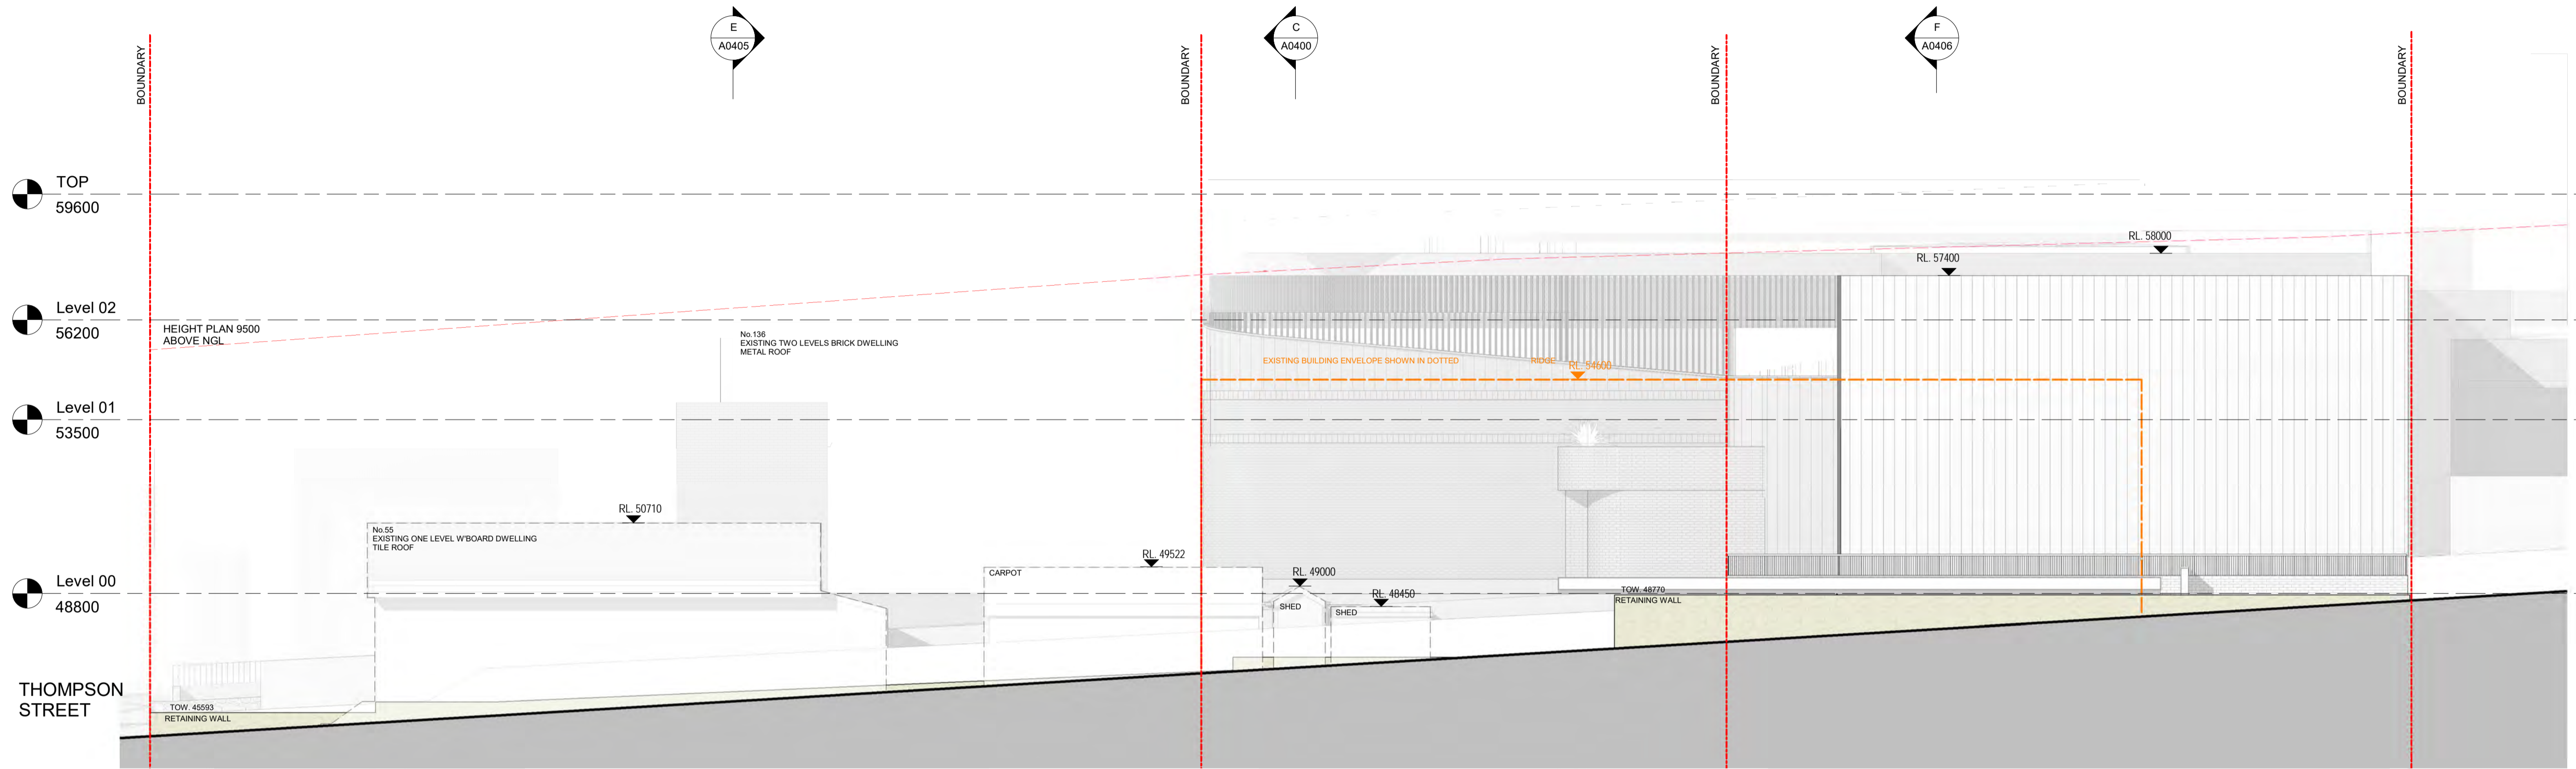 E
A0405
C
A0400
F
A0406
BOUNDARY
BOUNDARY
BOUNDARY
BOUNDARY
TOP
59600
RL. 58000
RL. 57400
Level 02
56200
HEIGHT PLAN 9500
ABOVE NGL
No.136
EXISTING TWO LEVELS BRICK DWELLING
METAL ROOF
EXISTING BUILDING ENVELOPE SHOWN IN DOTTED
RIDGE
RL. 54600
Level 01
53500
RL. 50710
No.55
EXISTING ONE LEVEL W'BOARD DWELLING
TILE ROOF
RL. 49522
CARPOT
RL. 49000
SHED
RL. 48450
SHED
Level 00
48800
TOW. 48770
RETAINING WALL
THOMPSON
STREET
TOW. 45593
RETAINING WALL